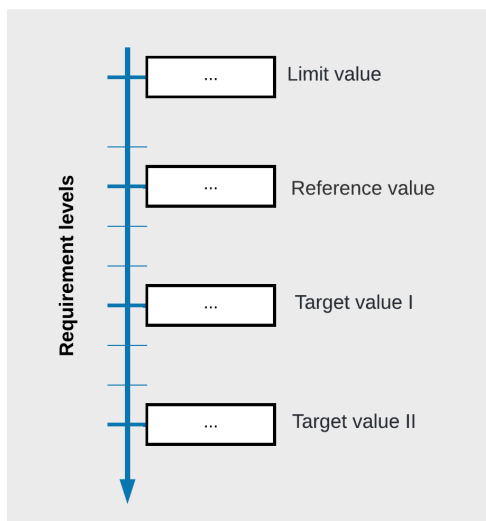 Requirement levels
...
Limit value
...
Reference value
...
Target value I
...
Target value II